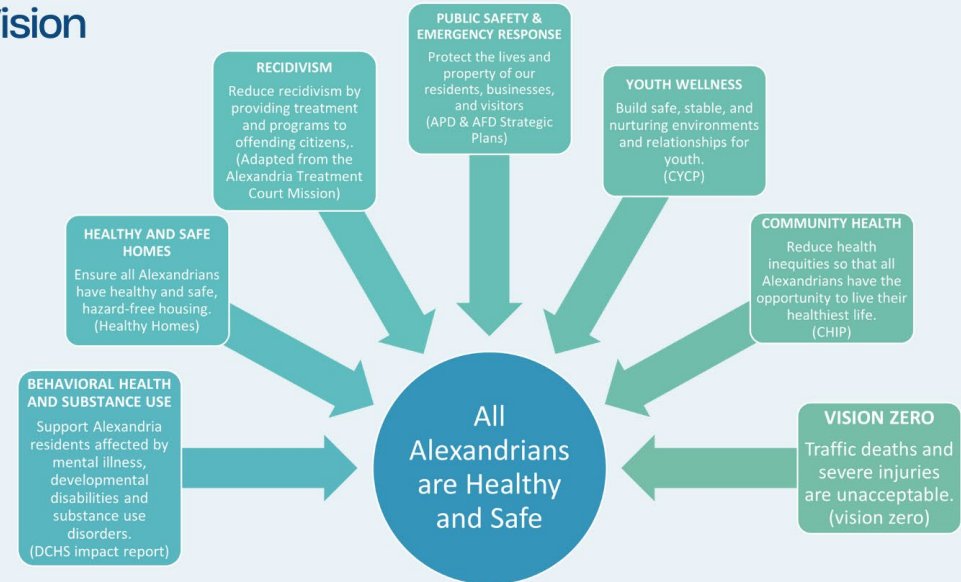 ision
PUBLIC SAFETY &
EMERGENCY RESPONSE
Protect the lives and
property of our
residents, businesses,
and visitors
(APD & AFD Strategic
Plans)
RECIDIVISM
Reduce recidivism by
providing treatment
and programs to
offending citizens,.
(Adapted from the
Alexandria Treatment
Court Mission)
YOUTH WELLNESS
Build safe, stable, and
nurturing environments
and relationships for
youth.
(CYCP)
HEALTHY AND SAFE
HOMES
Ensure all Alexandrians
have healthy and safe,
hazard-free housing.
(Healthy Homes)
COMMUNITY HEALTH
Reduce health
inequities so that all
Alexandrians have the
opportunity to live their
healthiest life.
(CHIP)
BEHAVIORAL HEALTH
AND SUBSTANCE USE
Support Alexandria
residents affected by
mental illness,
developmental
disabilities and
substance use
disorders.
(DCHS impact report)
All
Alexandrians
are Healthy
and Safe
VISION ZERO
Traffic deaths and
severe injuries
are unacceptable.
(vision zero)